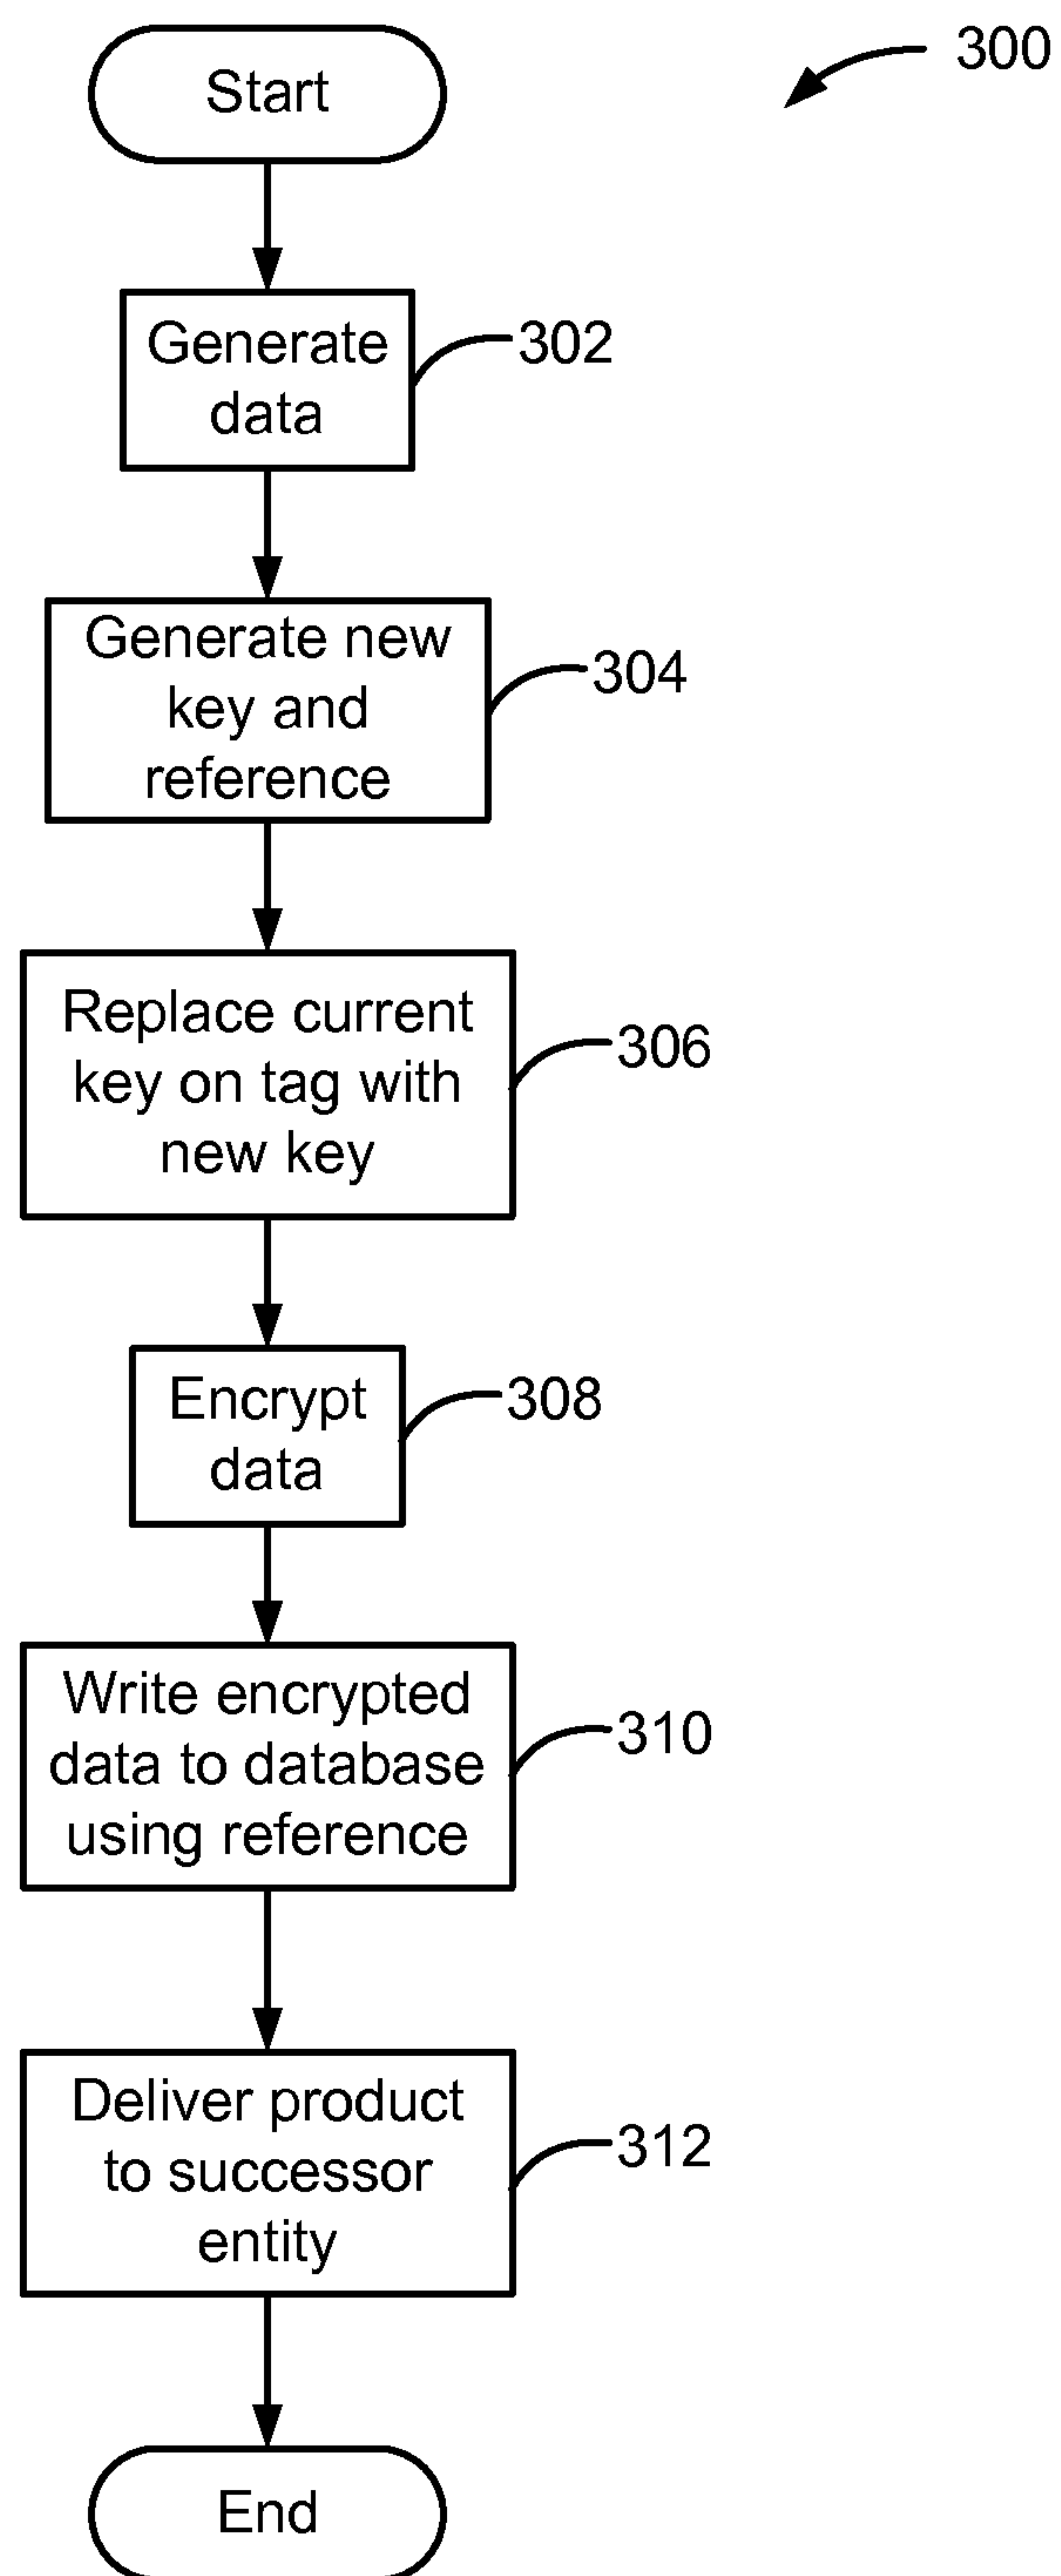 Start
300
Generate
data
302
Generate new
key and
reference
304
Replace current
key on tag with
new key
306
Encrypt
data
308
Write encrypted
data to database
using reference
310
Deliver product
to successor
entity
312
End